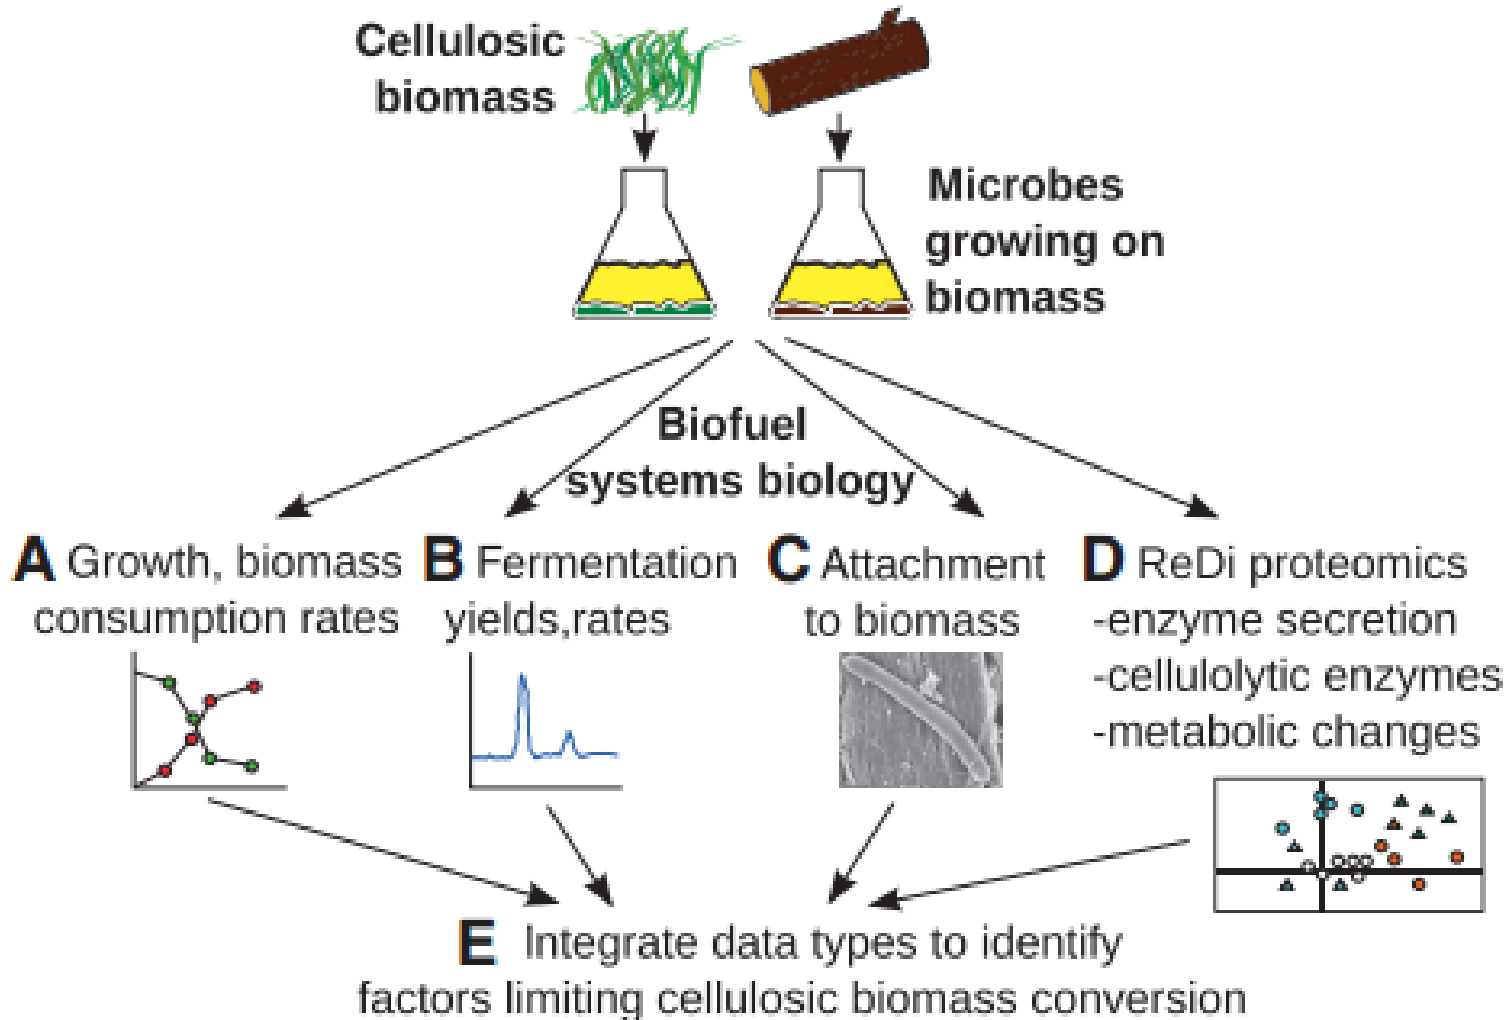 Cellulosic
biomass
Microbes
growing on
biomass
Biofuel
systems biology
A Growth, biomass
consumption rates
B Fermentation
yields,rates
C Attachment
to biomass
D ReDi proteomics
-enzyme secretion
-cellulolytic enzymes
-metabolic changes
E Integrate data types to identify
factors limiting cellulosic biomass conversion